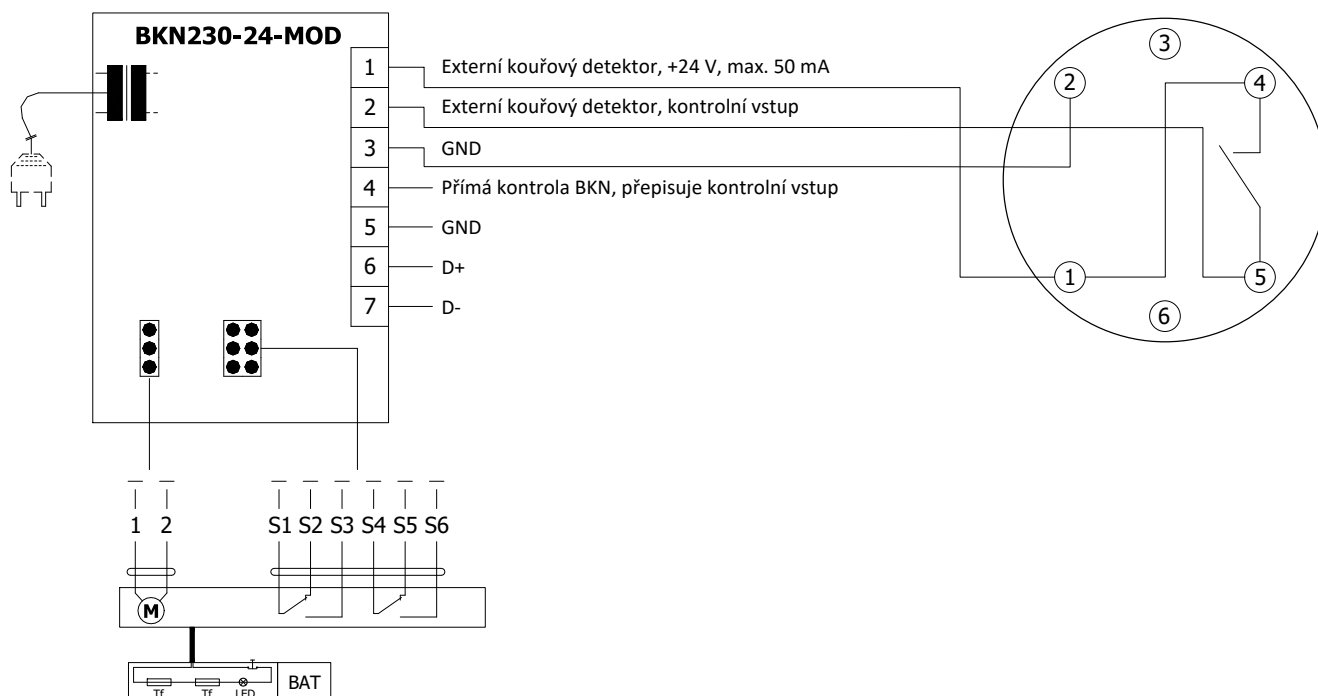 BKN230-24-MOD
1 Externí kouřový detektor, +24 V, max. 50 mA
2 Externí kouřový detektor, kontrolní vstup
3 GND
4 Přímá kontrola BKN, přepisuje kontrolní vstup
5 GND
6 D+
7 D-
3
2 4
1 5
6
1 2 S1 S2 S3 S4 S5 S6
M
Tf Tf LED BAT